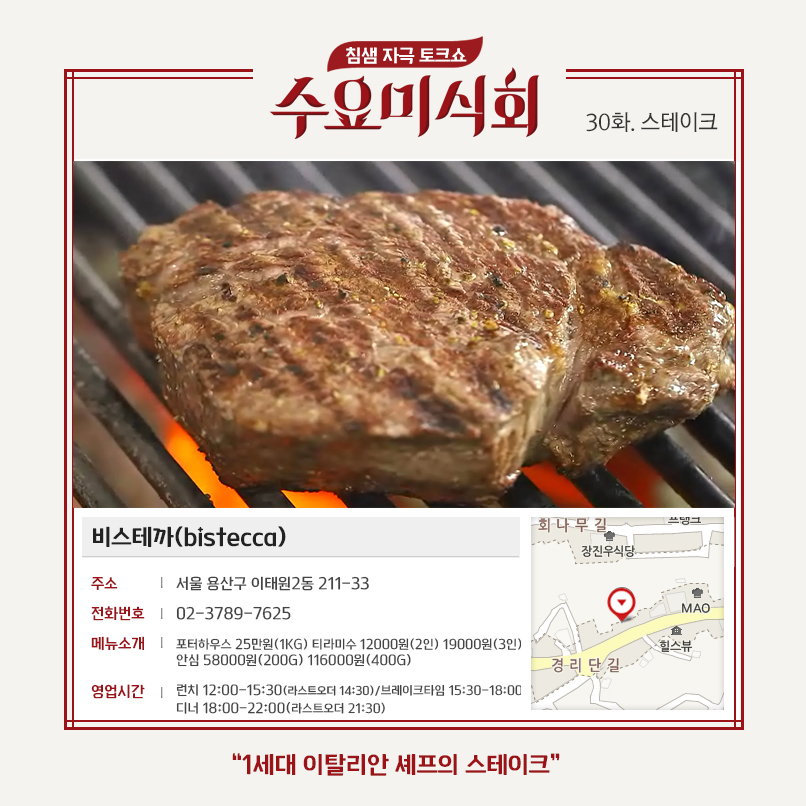 침샘 자극 토크쇼
수요미식회
30화. 스테이크
비스테까(bistecca)
주소 | 서울 용산구 이태원2동 211-33
전화번호 | 02-3789-7625
메뉴소개 | 포터하우스 25만원(1KG) 티라미수 12000원(2인) 19000원(3인)
안심 58000원(200G) 116000원(400G)
영업시간 | 런치 12:00-15:30(라스트오더 14:30)/브레이크타임 15:30-18:00
디너 18:00-22:00(라스트오더 21:30)
회나무길
프랭크
장진우식당
MAO
힐스뷰
경리단길
“1세대 이탈리안 셰프의 스테이크”